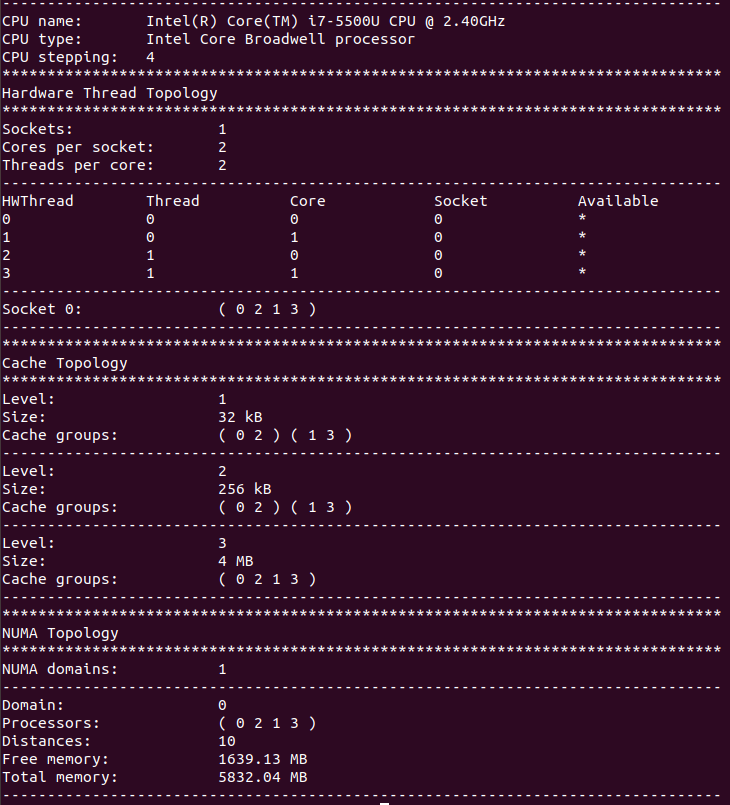 --------------------------------------------------------------------------------
CPU name:       Intel(R) Core(TM) i7-5500U CPU @ 2.40GHz
CPU type:       Intel Core Broadwell processor
CPU stepping:   4
********************************************************************************
Hardware Thread Topology
********************************************************************************
Sockets:                1
Cores per socket:       2
Threads per core:       2
--------------------------------------------------------------------------------
HWThread        Thread          Core            Socket          Available
0               0               0               0               *
1               0               1               0               *
2               1               0               0               *
3               1               1               0               *
--------------------------------------------------------------------------------
Socket 0:               ( 0 2 1 3 )
--------------------------------------------------------------------------------
********************************************************************************
Cache Topology
********************************************************************************
Level:                  1
Size:                   32 kB
Cache groups:           ( 0 2 ) ( 1 3 )
--------------------------------------------------------------------------------
Level:                  2
Size:                   256 kB
Cache groups:           ( 0 2 ) ( 1 3 )
--------------------------------------------------------------------------------
Level:                  3
Size:                   4 MB
Cache groups:           ( 0 2 1 3 )
--------------------------------------------------------------------------------
********************************************************************************
NUMA Topology
********************************************************************************
NUMA domains:           1
--------------------------------------------------------------------------------
Domain:                 0
Processors:             ( 0 2 1 3 )
Distances:              10
Free memory:            1639.13 MB
Total memory:           5832.04 MB
--------------------------------------------------------------------------------